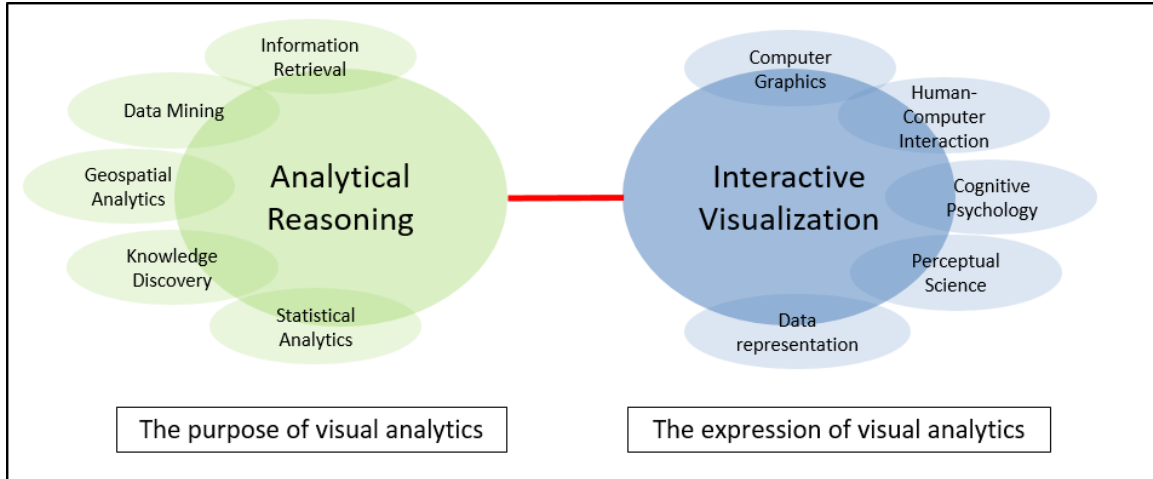 Information
Retrieval
Data Mining
Geospatial
Analytics
Knowledge
Discovery
Statistical
Analytics
Analytical
Reasoning
Computer
Graphics
Human-
Computer
Interaction
Cognitive
Psychology
Perceptual
Science
Data
representation
Interactive
Visualization
The purpose of visual analytics
The expression of visual analytics